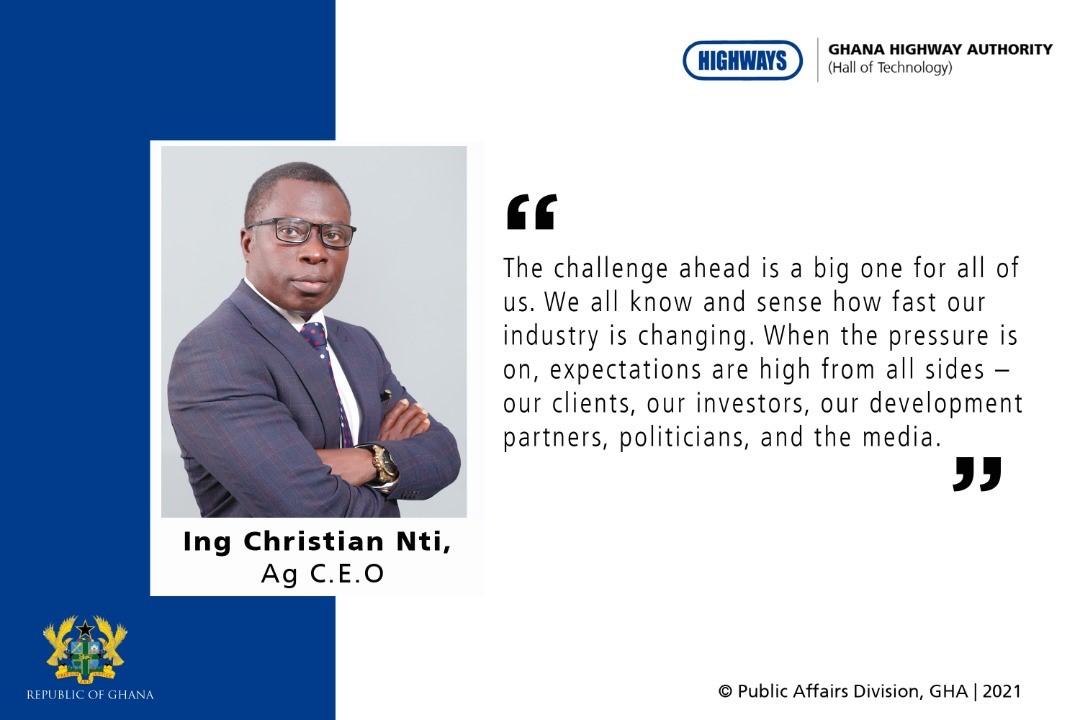 HIGHWAYS
GHANA HIGHWAY AUTHORITY
(Hall of Technology)
“
The challenge ahead is a big one for all of
us. We all know and sense how fast our
industry is changing. When the pressure is
on, expectations are high from all sides –
our clients, our investors, our development
partners, politicians, and the media.
”
Ing Christian Nti,
Ag C.E.O
REPUBLIC OF GHANA
© Public Affairs Division, GHA | 2021